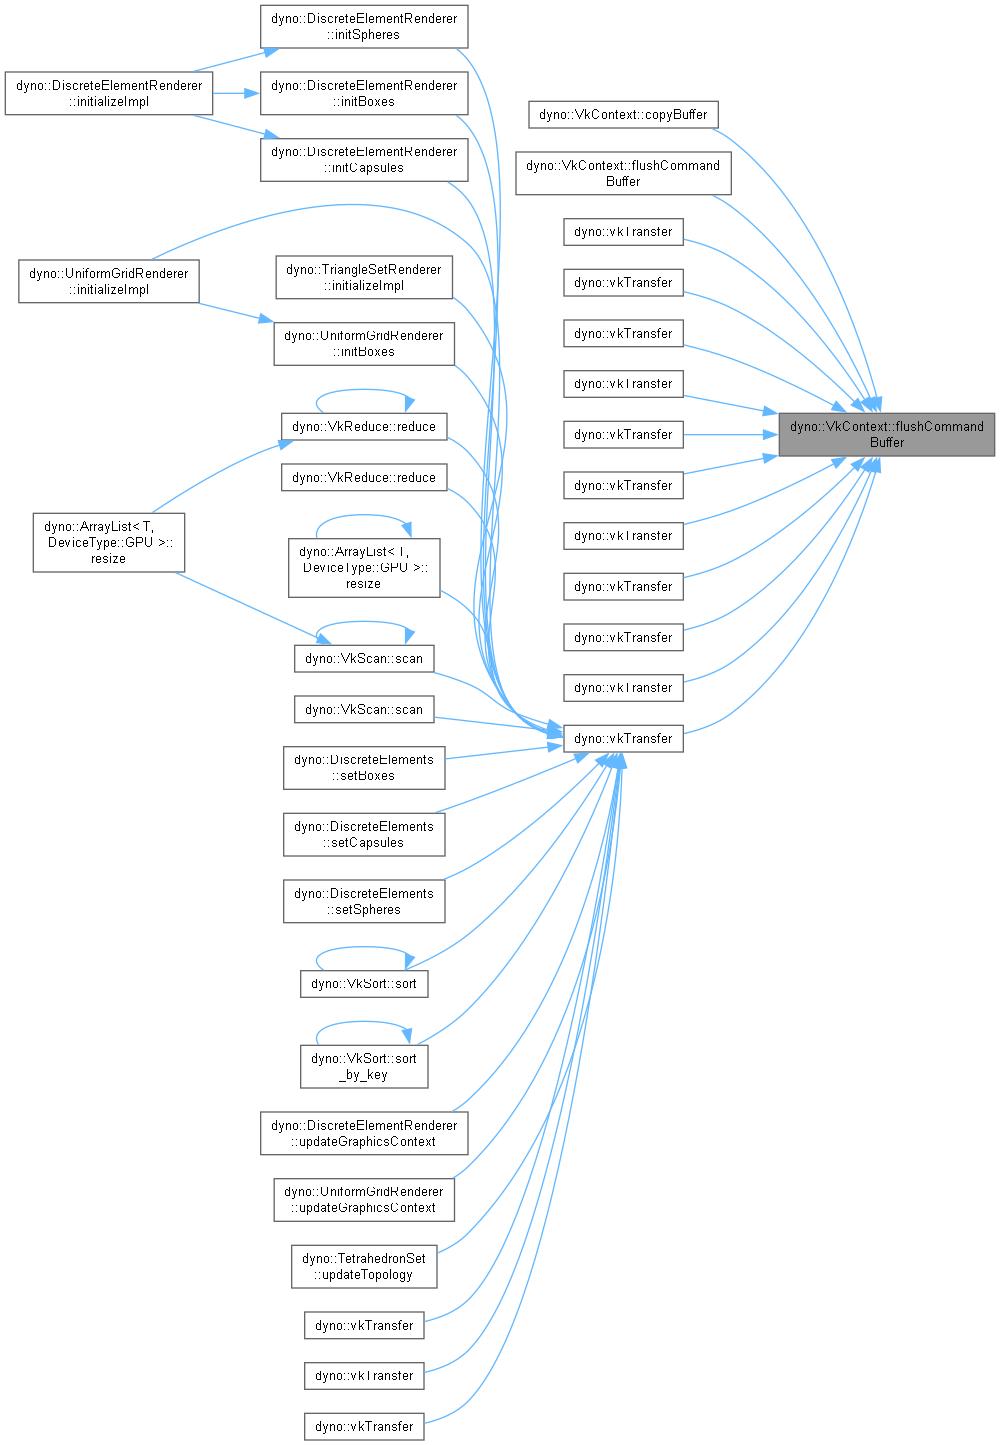 dyno::DiscreteElementRenderer
::initSpheres
dyno::DiscreteElementRenderer
::initializeImpl
dyno::DiscreteElementRenderer
::initBoxes
dyno::DiscreteElementRenderer
::initCapsules
dyno::UniformGridRenderer
::initializeImpl
dyno::TriangleSetRenderer
::initializeImpl
dyno::UniformGridRenderer
::initBoxes
dyno::VkReduce::reduce
dyno::VkReduce::reduce
dyno::ArrayList< T,
DeviceType::GPU >::
resize
dyno::ArrayList< T,
DeviceType::GPU >::
resize
dyno::VkScan::scan
dyno::VkScan::scan
dyno::DiscreteElements
::setBoxes
dyno::DiscreteElements
::setCapsules
dyno::DiscreteElements
::setSpheres
dyno::VkSort::sort
dyno::VkSort::sort
_by_key
dyno::DiscreteElementRenderer
::updateGraphicsContext
dyno::UniformGridRenderer
::updateGraphicsContext
dyno::TetrahedronSet
::updateTopology
dyno::vkTransfer
dyno::vkTransfer
dyno::vkTransfer
dyno::VkContext::copyBuffer
dyno::VkContext::flushCommand
Buffer
dyno::vkTransfer
dyno::vkTransfer
dyno::vkTransfer
dyno::vkTransfer
dyno::vkTransfer
dyno::vkTransfer
dyno::vkTransfer
dyno::vkTransfer
dyno::vkTransfer
dyno::vkTransfer
dyno::vkTransfer
dyno::VkContext::flushCommand
Buffer